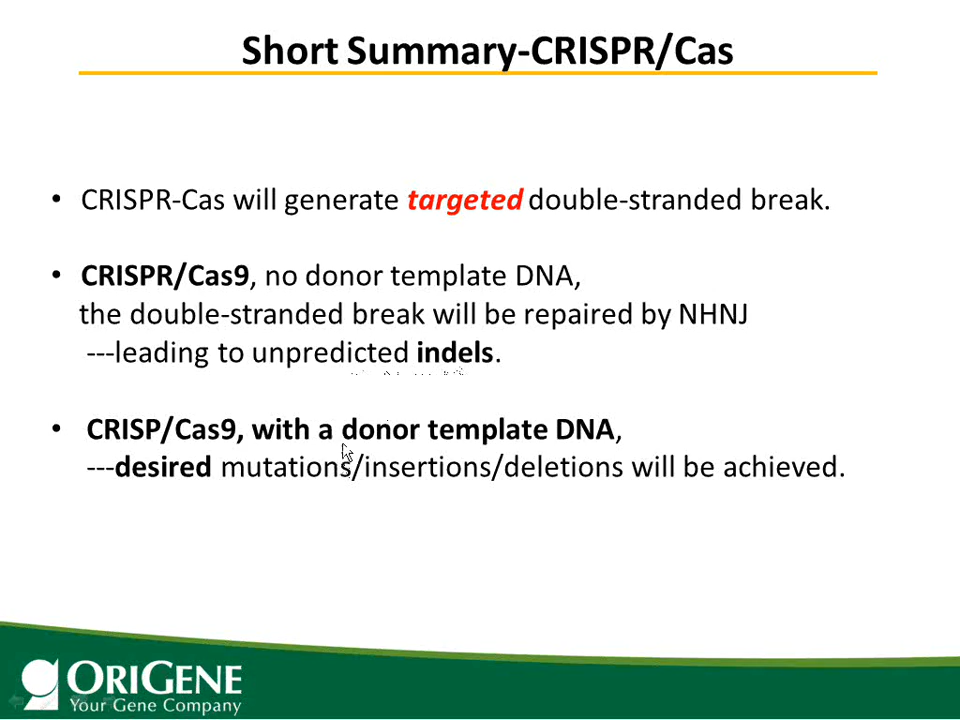 Short Summary-CRISPR/Cas
• CRISPR-Cas will generate targeted double-stranded break.
• CRISPR/Cas9, no donor template DNA,
the double-stranded break will be repaired by NHNJ
---leading to unpredicted indels.
• CRISP/Cas9, with a donor template DNA,
---desired mutations/insertions/deletions will be achieved.
ORIGENE
Your Gene Company